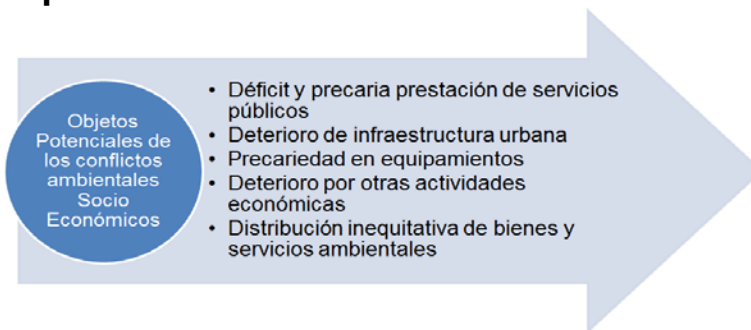 Objetos
Potenciales de
los conflictos
ambientales
Socio
Económicos
• Déficit y precaria prestación de servicios
públicos
• Deterioro de infraestructura urbana
• Precariedad en equipamientos
• Deterioro por otras actividades
económicas
• Distribución inequitativa de bienes y
servicios ambientales